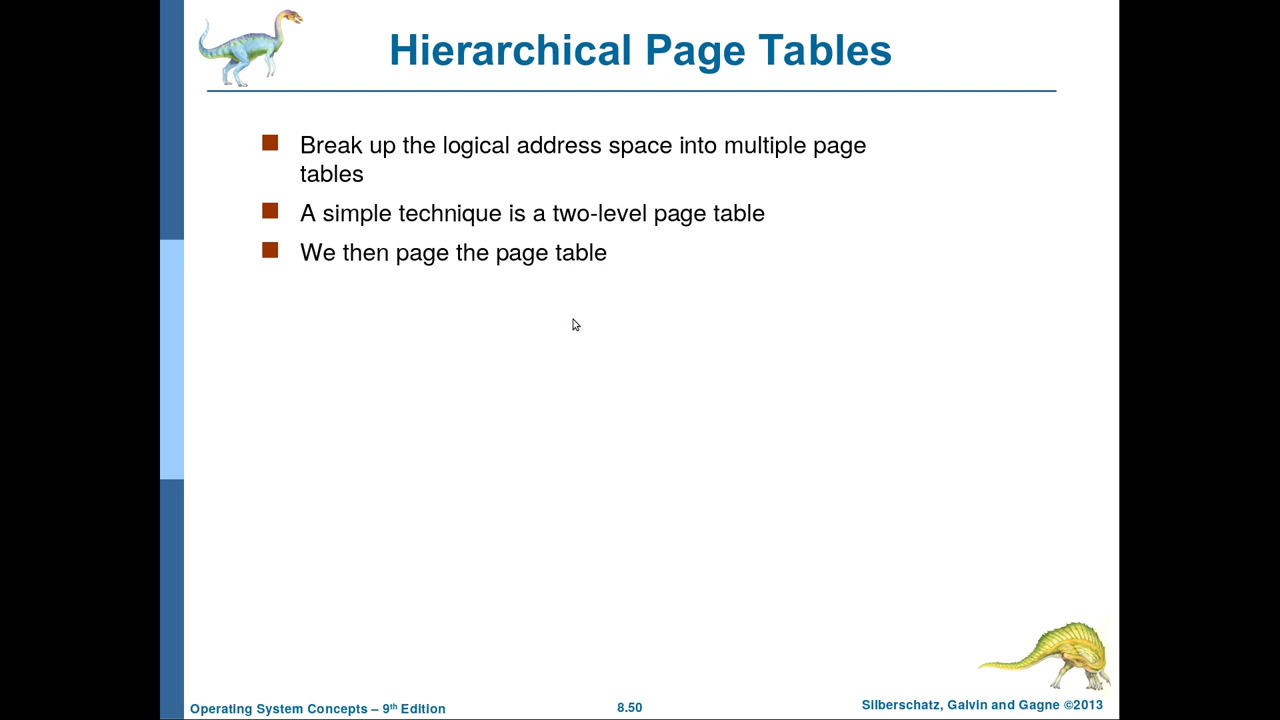 Hierarchical Page Tables
Break up the logical address space into multiple page
tables
A simple technique is a two-level page table
We then page the page table
Operating System Concepts – 9th Edition
8.50
Silberschatz, Galvin and Gagne ©2013